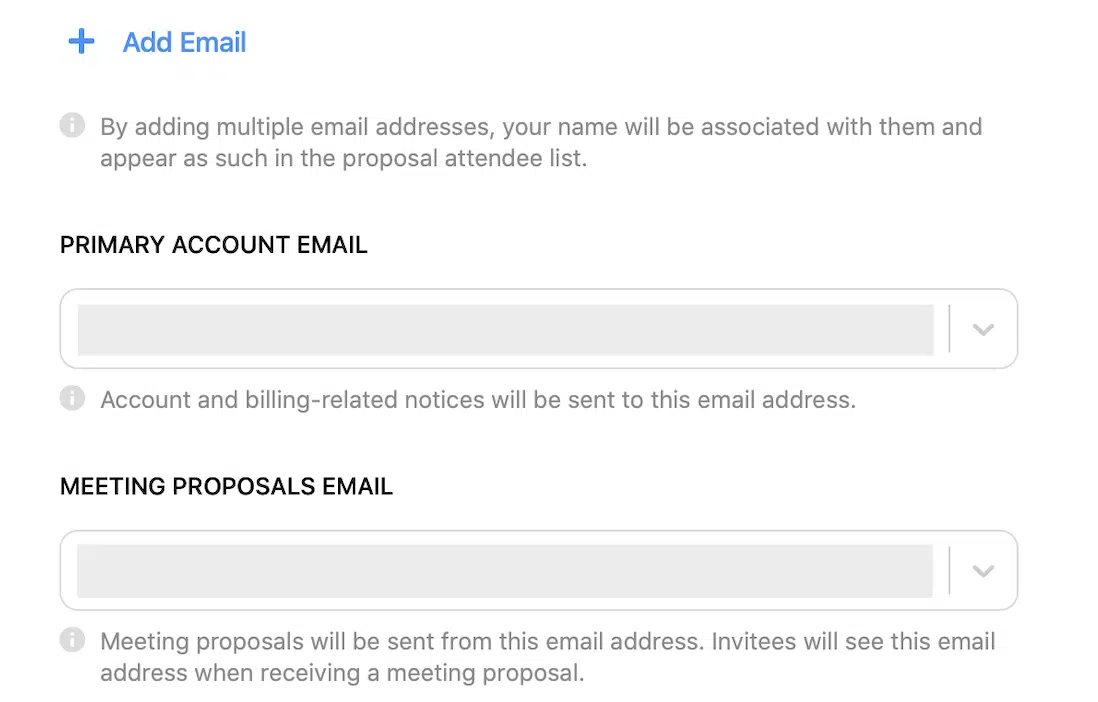 Add Email
By adding multiple email addresses, your name will be associated with them and
appear as such in the proposal attendee list.
PRIMARY ACCOUNT EMAIL
Account and billing-related notices will be sent to this email address.
MEETING PROPOSALS EMAIL
Meeting proposals will be sent from this email address. Invitees will see this email
address when receiving a meeting proposal.